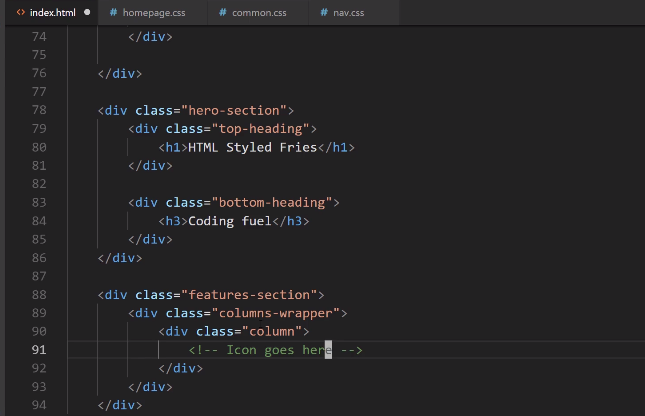 <> index.html ● # homepage.css # common.css # nav.css
74 </div>
75
76 </div>
77
78 <div class="hero-section">
79 <div class="top-heading">
80 <h1>HTML Styled Fries</h1>
81 </div>
82
83 <div class="bottom-heading">
84 <h3>Coding fuel</h3>
85 </div>
86 </div>
87
88 <div class="features-section">
89 <div class="columns-wrapper">
90 <div class="column">
91 <!-- Icon goes here -->
92 </div>
93 </div>
94 </div>